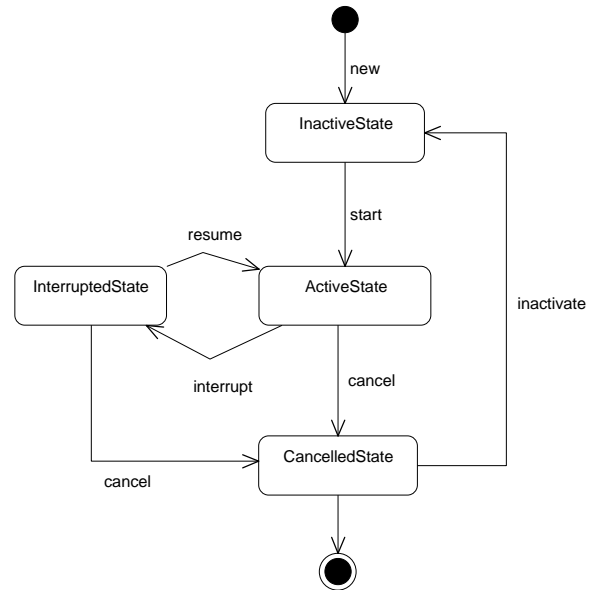 new
InactiveState
start
resume
InterruptedState
ActiveState
inactivate
interrupt
cancel
CancelledState
cancel